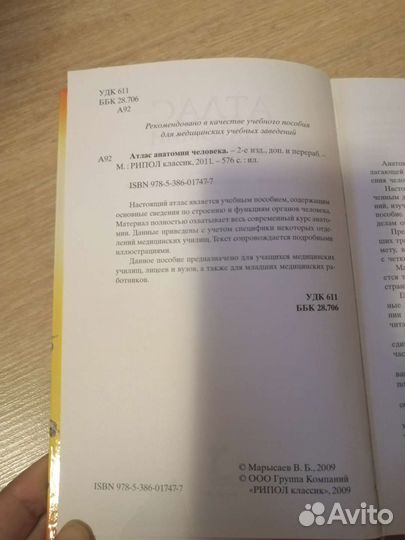 УДК 611
ББК 28.706
А92
Рекомендовано в качестве учебного пособия
для медицинских учебных заведений
А92
Атлас анатомии человека. – 2-е изд., доп. и перераб. –
М. : РИПОЛ классик, 2011. – 576 с. : ил.
ISBN 978-5-386-01747-7
Настоящий атлас является учебным пособием, содержащим
основные сведения по строению и функциям органов человека.
Материал полностью охватывает весь современный курс анато-
мии. Данные приведены с учетом специфики некоторых отде-
лений медицинских училищ. Текст сопровождается подробными
иллюстрациями.
Данное пособие предназначено для учащихся медицинских
училищ, лицеев и вузов, а также для младших медицинских ра-
ботников.
УДК 611
ББК 28.706
© Марысаев В. Б., 2009
© ООО Группа Компаний
«РИПОЛ классик», 2009
ISBN 978-5-386-01747-7
Avito